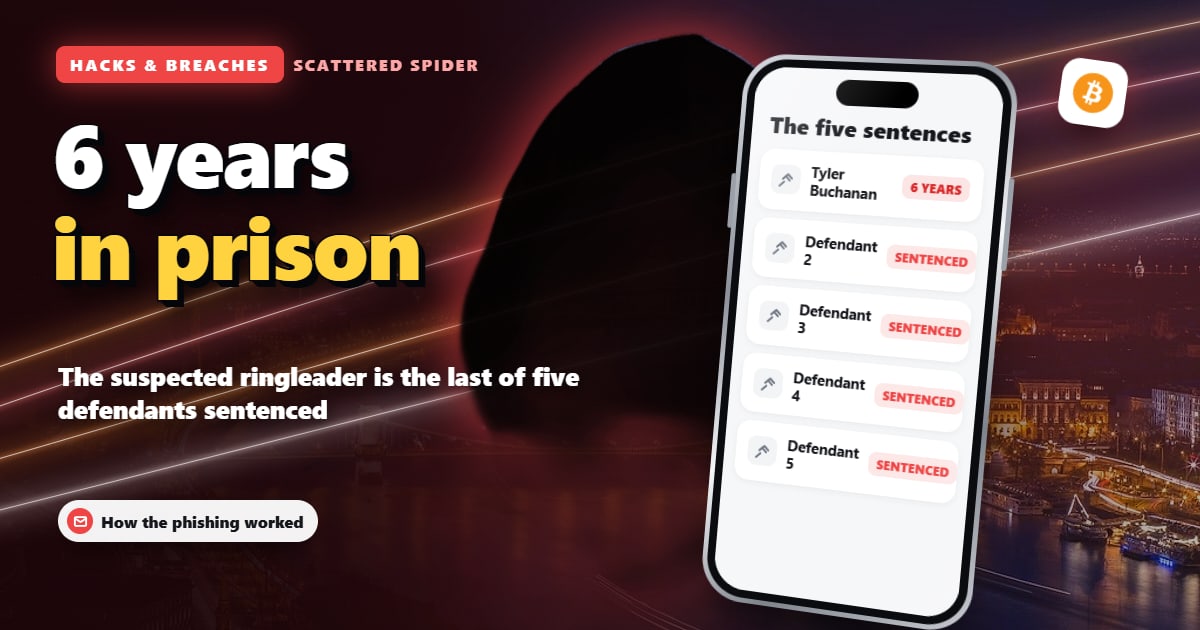 HACKS & BREACHES SCATTERED SPIDER
6 years
in prison
The suspected ringleader is the last of five
defendants sentenced
How the phishing worked
The five sentences
Tyler
Buchanan
6 YEARS
Defendant
2
SENTENCED
Defendant
3
SENTENCED
Defendant
4
SENTENCED
Defendant
5
SENTENCED